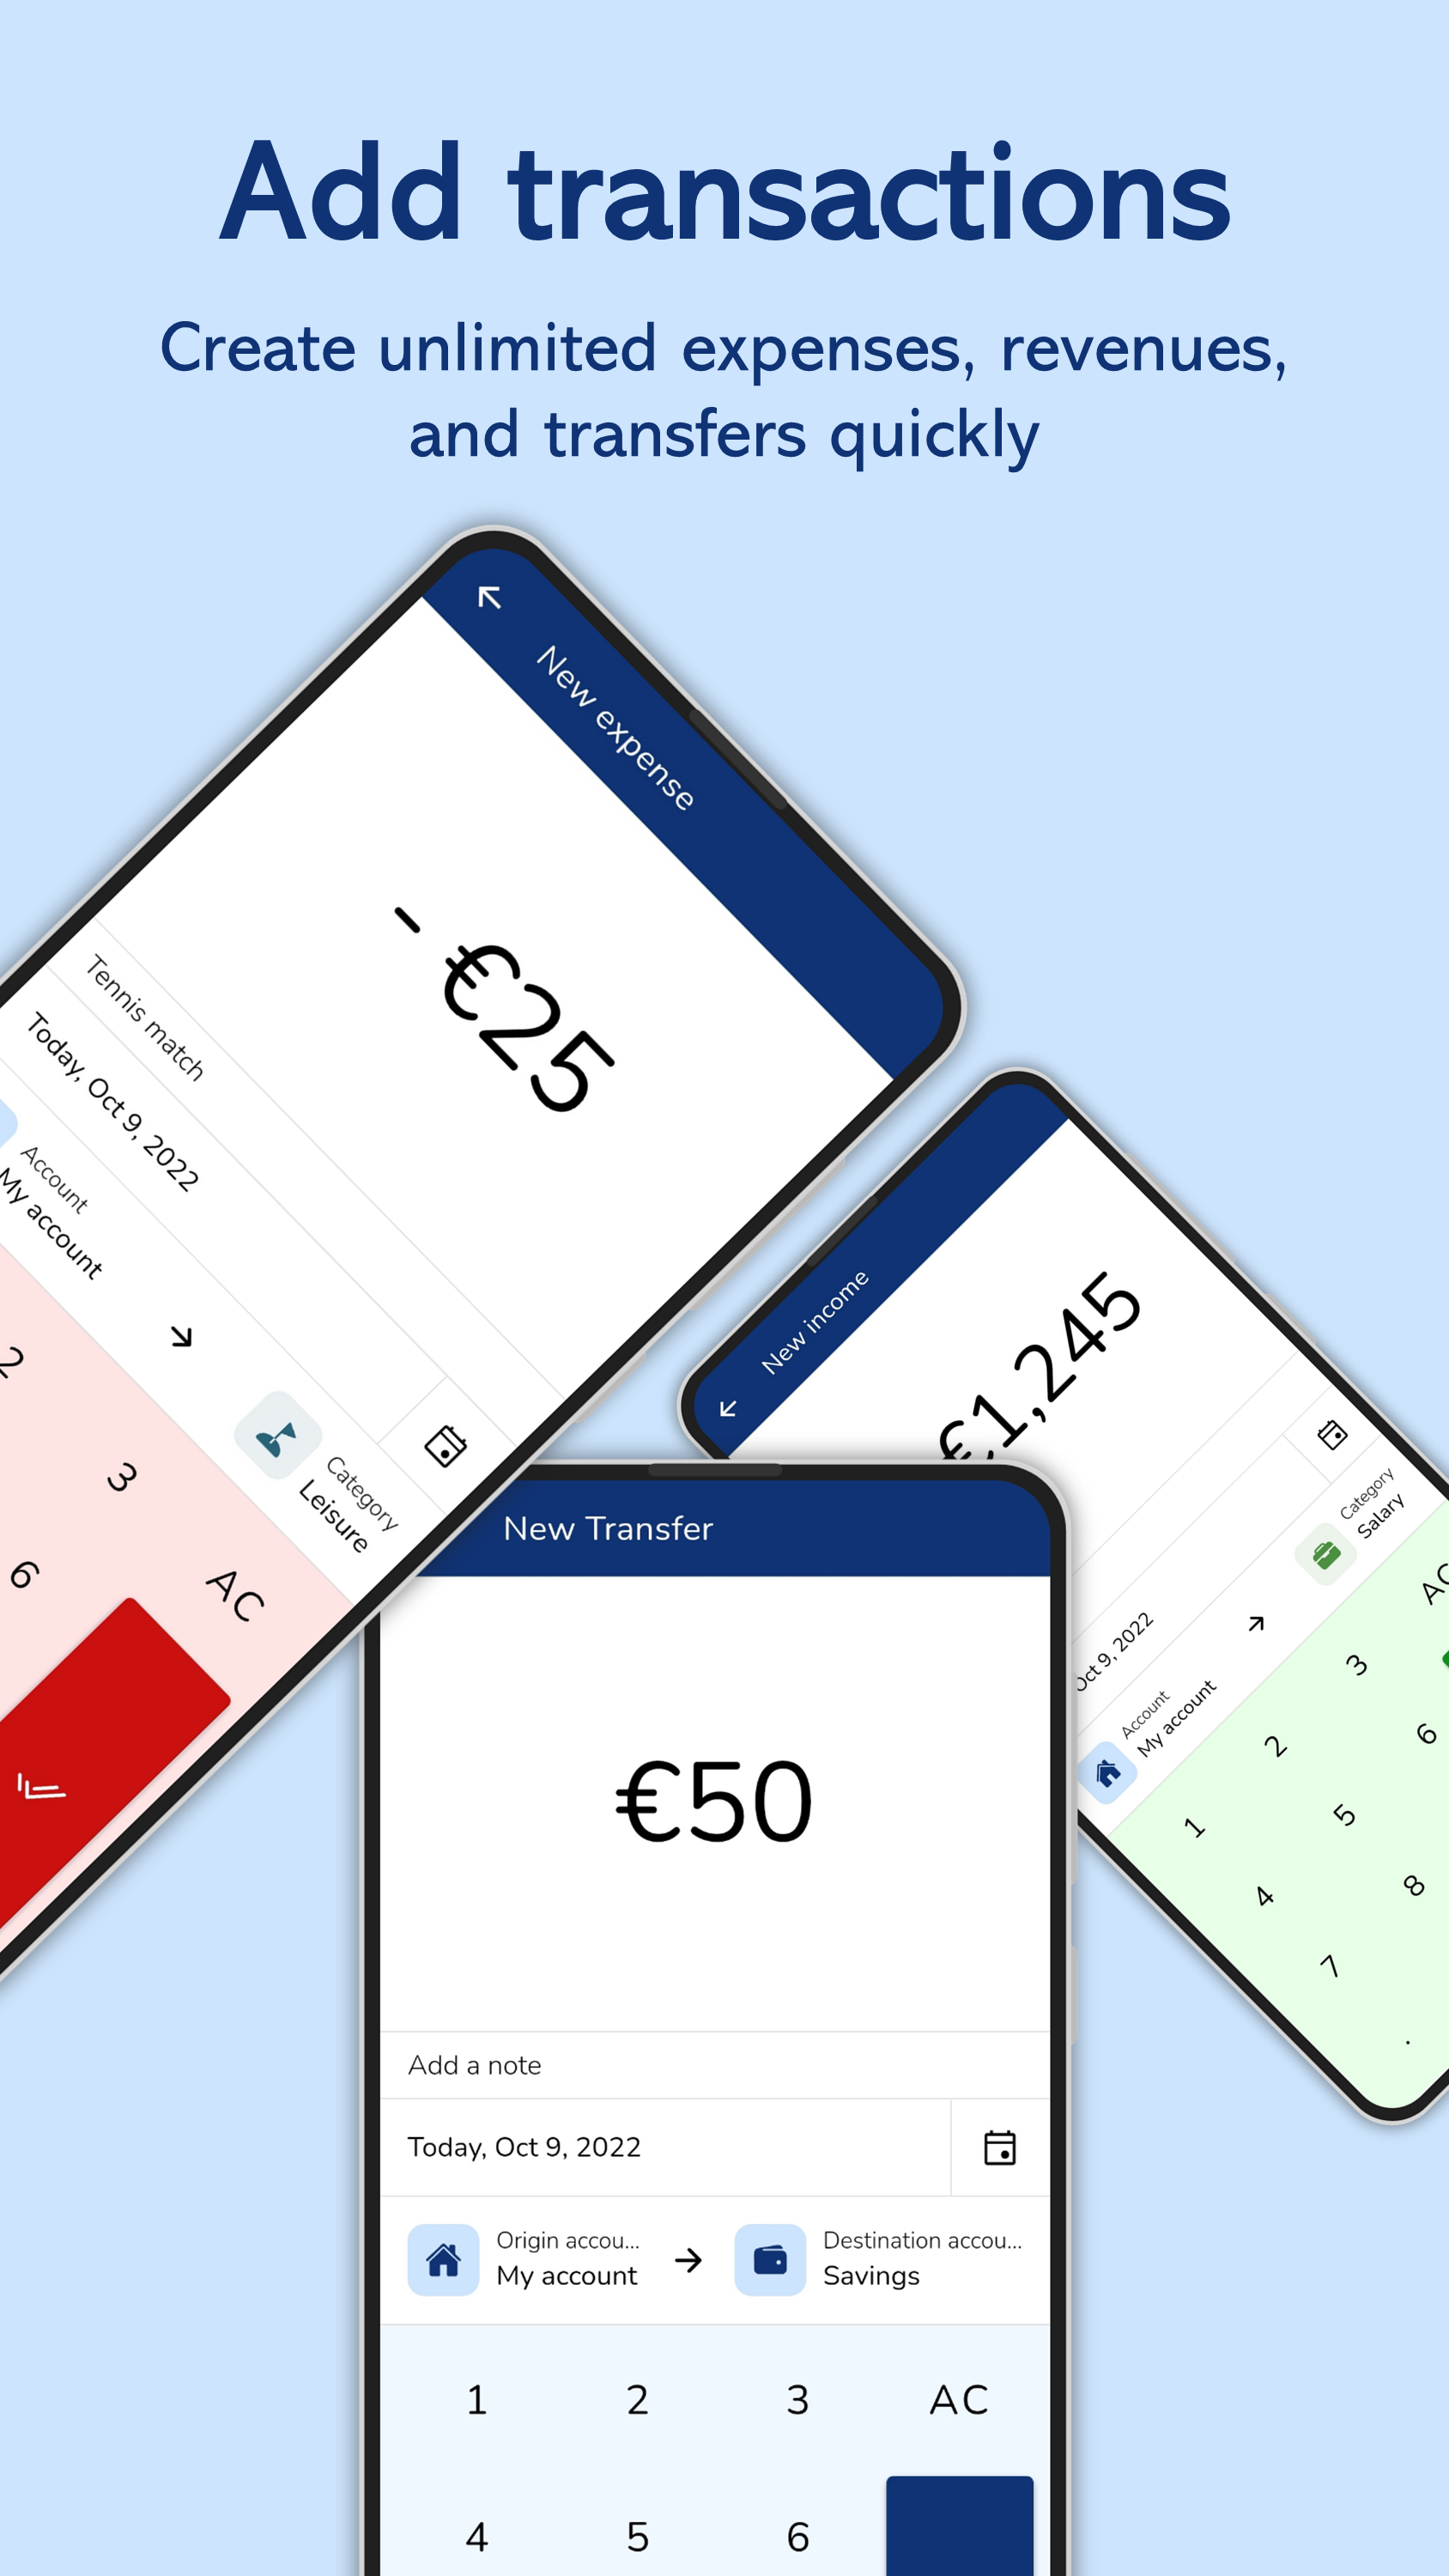 Add transactions
Create unlimited expenses, revenues,
and transfers quickly
New expense
- €25
Tennis match
Today, Oct 9, 2022
Account
My account
Category
Leisure
2
3
AC
6
New income
€1,245
Oct 9, 2022
Account
My account
Category
Salary
1
2
3
4
5
6
7
8
.
New Transfer
€50
Add a note
Today, Oct 9, 2022
Origin accou...
My account
Destination accou...
Savings
1 2 3 AC
4 5 6